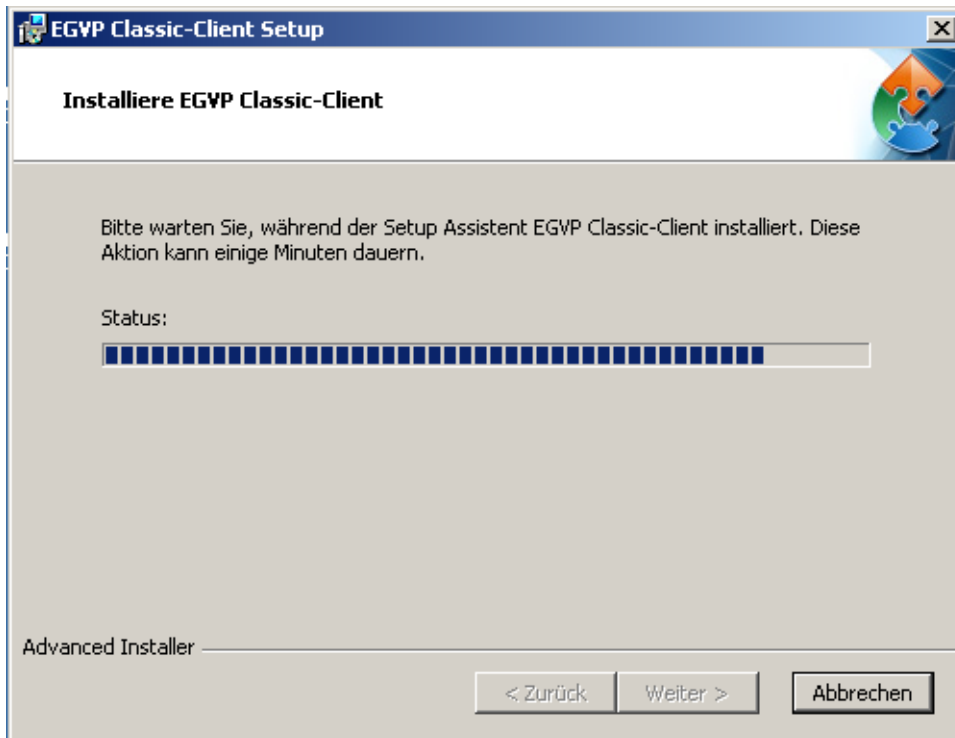 EGVP Classic-Client Setup
Installiere EGVP Classic-Client
Bitte warten Sie, während der Setup Assistent EGVP Classic-Client installiert. Diese
Aktion kann einige Minuten dauern.
Status:
Advanced Installer
< Zurück
Weiter >
Abbrechen